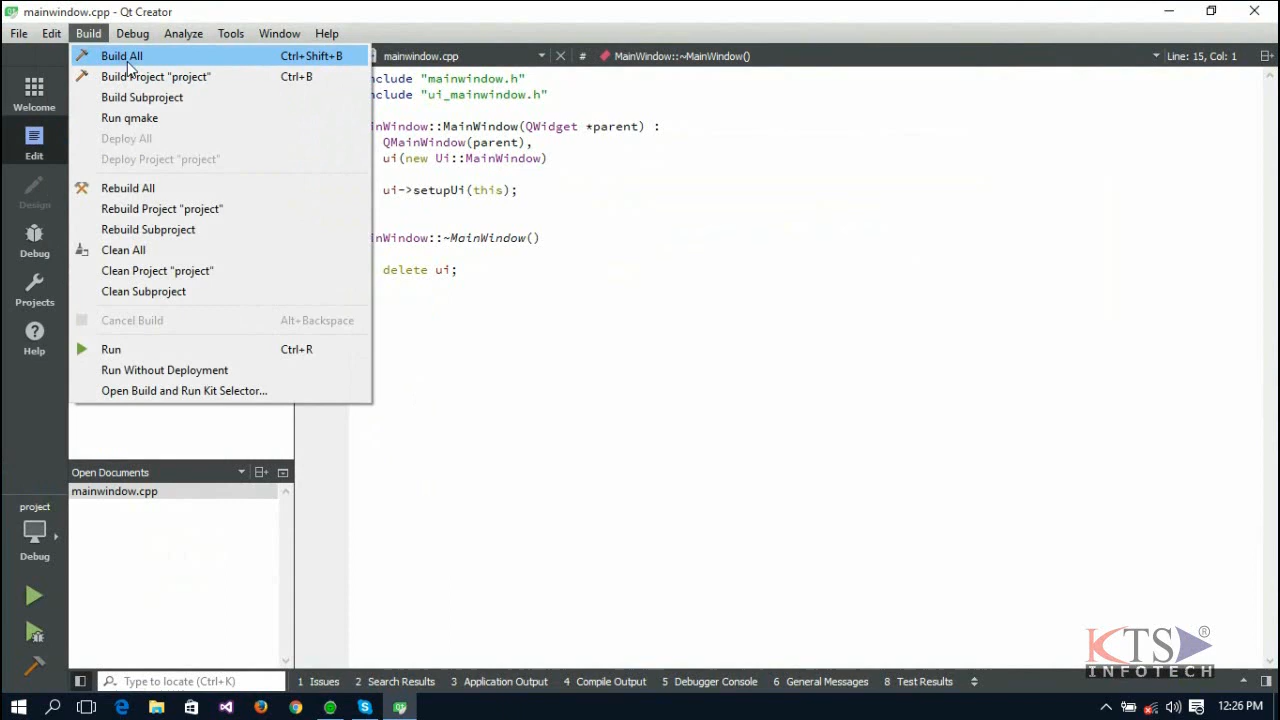 mainwindow.cpp - Qt Creator
File Edit Build Debug Analyze Tools Window Help
Build All Ctrl+Shift+B
Build Project "project" Ctrl+B
Build Subproject
Run qmake
Deploy All
Deploy Project "project"
Rebuild All
Rebuild Project "project"
Rebuild Subproject
Clean All
Clean Project "project"
Clean Subproject
Cancel Build Alt+Backspace
Run Ctrl+R
Run Without Deployment
Open Build and Run Kit Selector...
Welcome
Edit
Design
Debug
Projects
Help
mainwindow.cpp # MainWindow::~MainWindow() Line: 15, Col: 1
nclude "mainwindow.h"
nclude "ui_mainwindow.h"
inWindow::MainWindow(QWidget *parent) :
QMainWindow(parent),
ui(new Ui::MainWindow)
ui->setupUi(this);
inWindow::~MainWindow()
delete ui;
Open Documents
mainwindow.cpp
project
Debug
KTS®
INFOTECH
Type to locate (Ctrl+K) 1 Issues 2 Search Results 3 Application Output 4 Compile Output 5 Debugger Console 6 General Messages 8 Test Results
12:26 PM